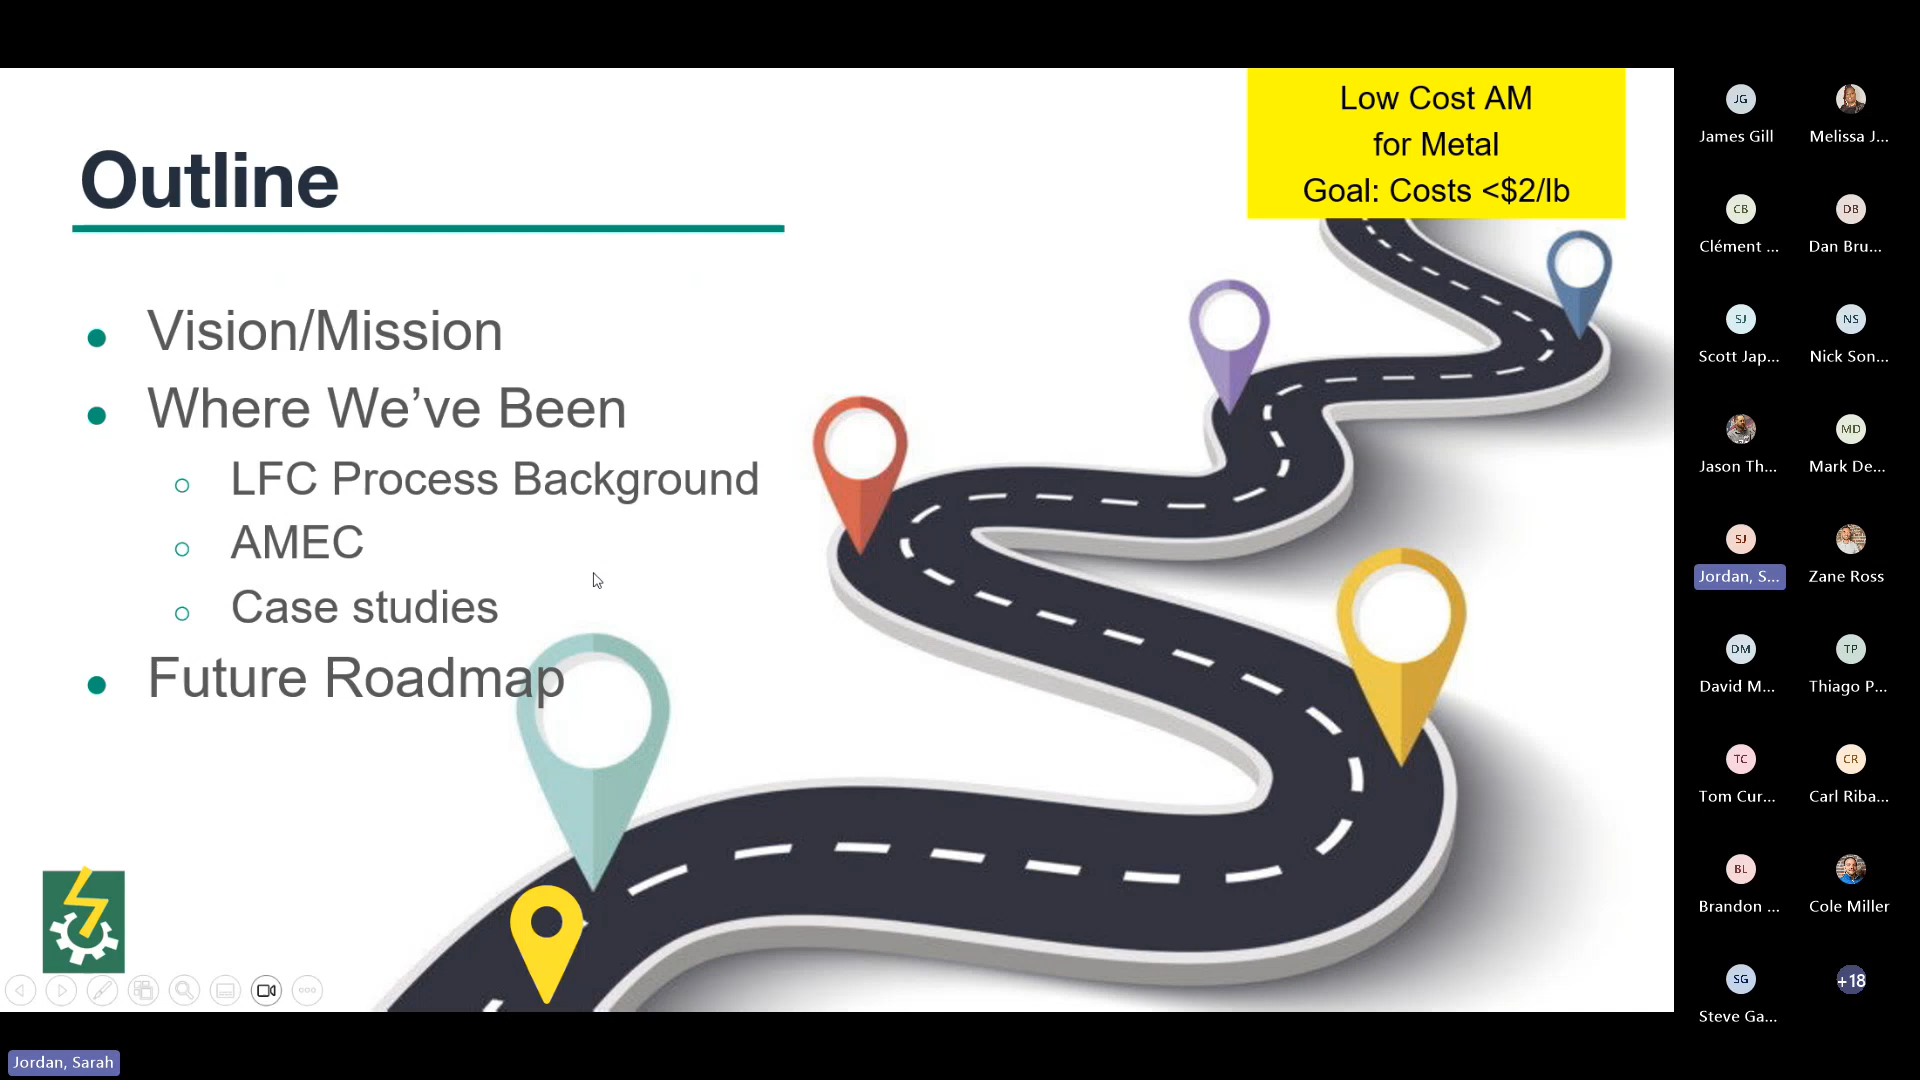 Low Cost AM
for Metal
Goal: Costs <$2/lb
Outline
Vision/Mission
Where We’ve Been
LFC Process Background
AMEC
Case studies
Future Roadmap
JG
James Gill
Melissa J...
CB
Clément ...
DB
Dan Bru...
SJ
Scott Jap...
NS
Nick Son...
Jason Th...
MD
Mark De...
SJ
Jordan, S...
Zane Ross
DM
David M...
TP
Thiago P...
TC
Tom Cur...
CR
Carl Riba...
BL
Brandon ...
Cole Miller
SG
Steve Ga...
+18
Jordan, Sarah